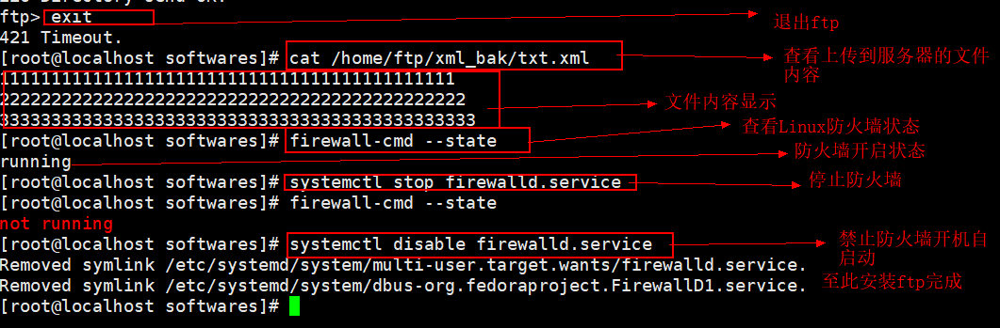 226 Directory send OK.
ftp> exit
退出ftp
421 Timeout.
[root@localhost softwares]# cat /home/ftp/xml_bak/txt.xml
查看上传到服务器的文件
内容
11111111111111111111111111111111111111111111
222222222222222222222222222222222222222222222
3333333333333333333333333333333333333333333333
文件内容显示
[root@localhost softwares]# firewall-cmd --state
查看Linux防火墙状态
running
防火墙开启状态
[root@localhost softwares]# systemctl stop firewalld.service
停止防火墙
[root@localhost softwares]# firewall-cmd --state
not running
[root@localhost softwares]# systemctl disable firewalld.service
禁止防火墙开机自
启动
Removed symlink /etc/systemd/system/multi-user.target.wants/firewalld.service.
Removed symlink /etc/systemd/system/dbus-org.fedoraproject.FirewallD1.service.
至此安装ftp完成
[root@localhost softwares]#